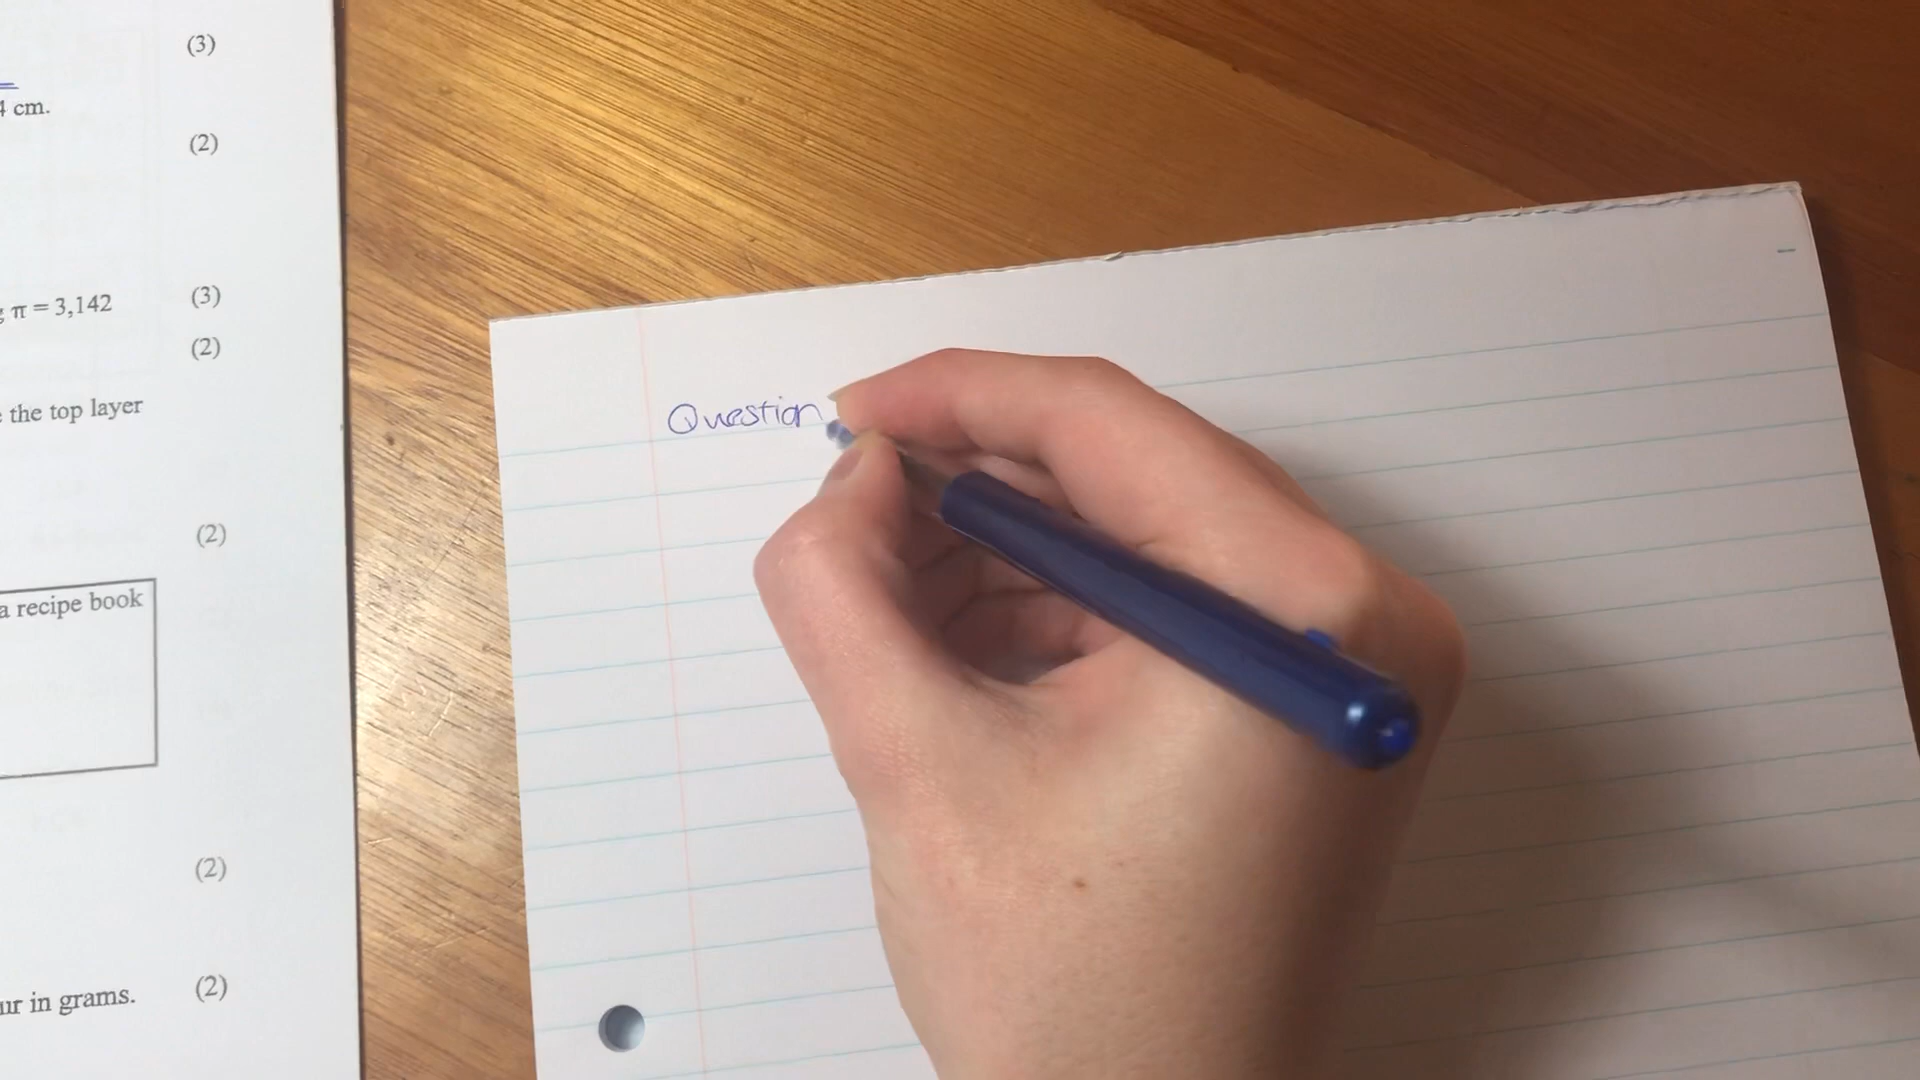 (3)
4 cm.
(2)
π = 3,142 (3)
(2)
the top layer
(2)
a recipe book
(2)
in grams. (2)
Question